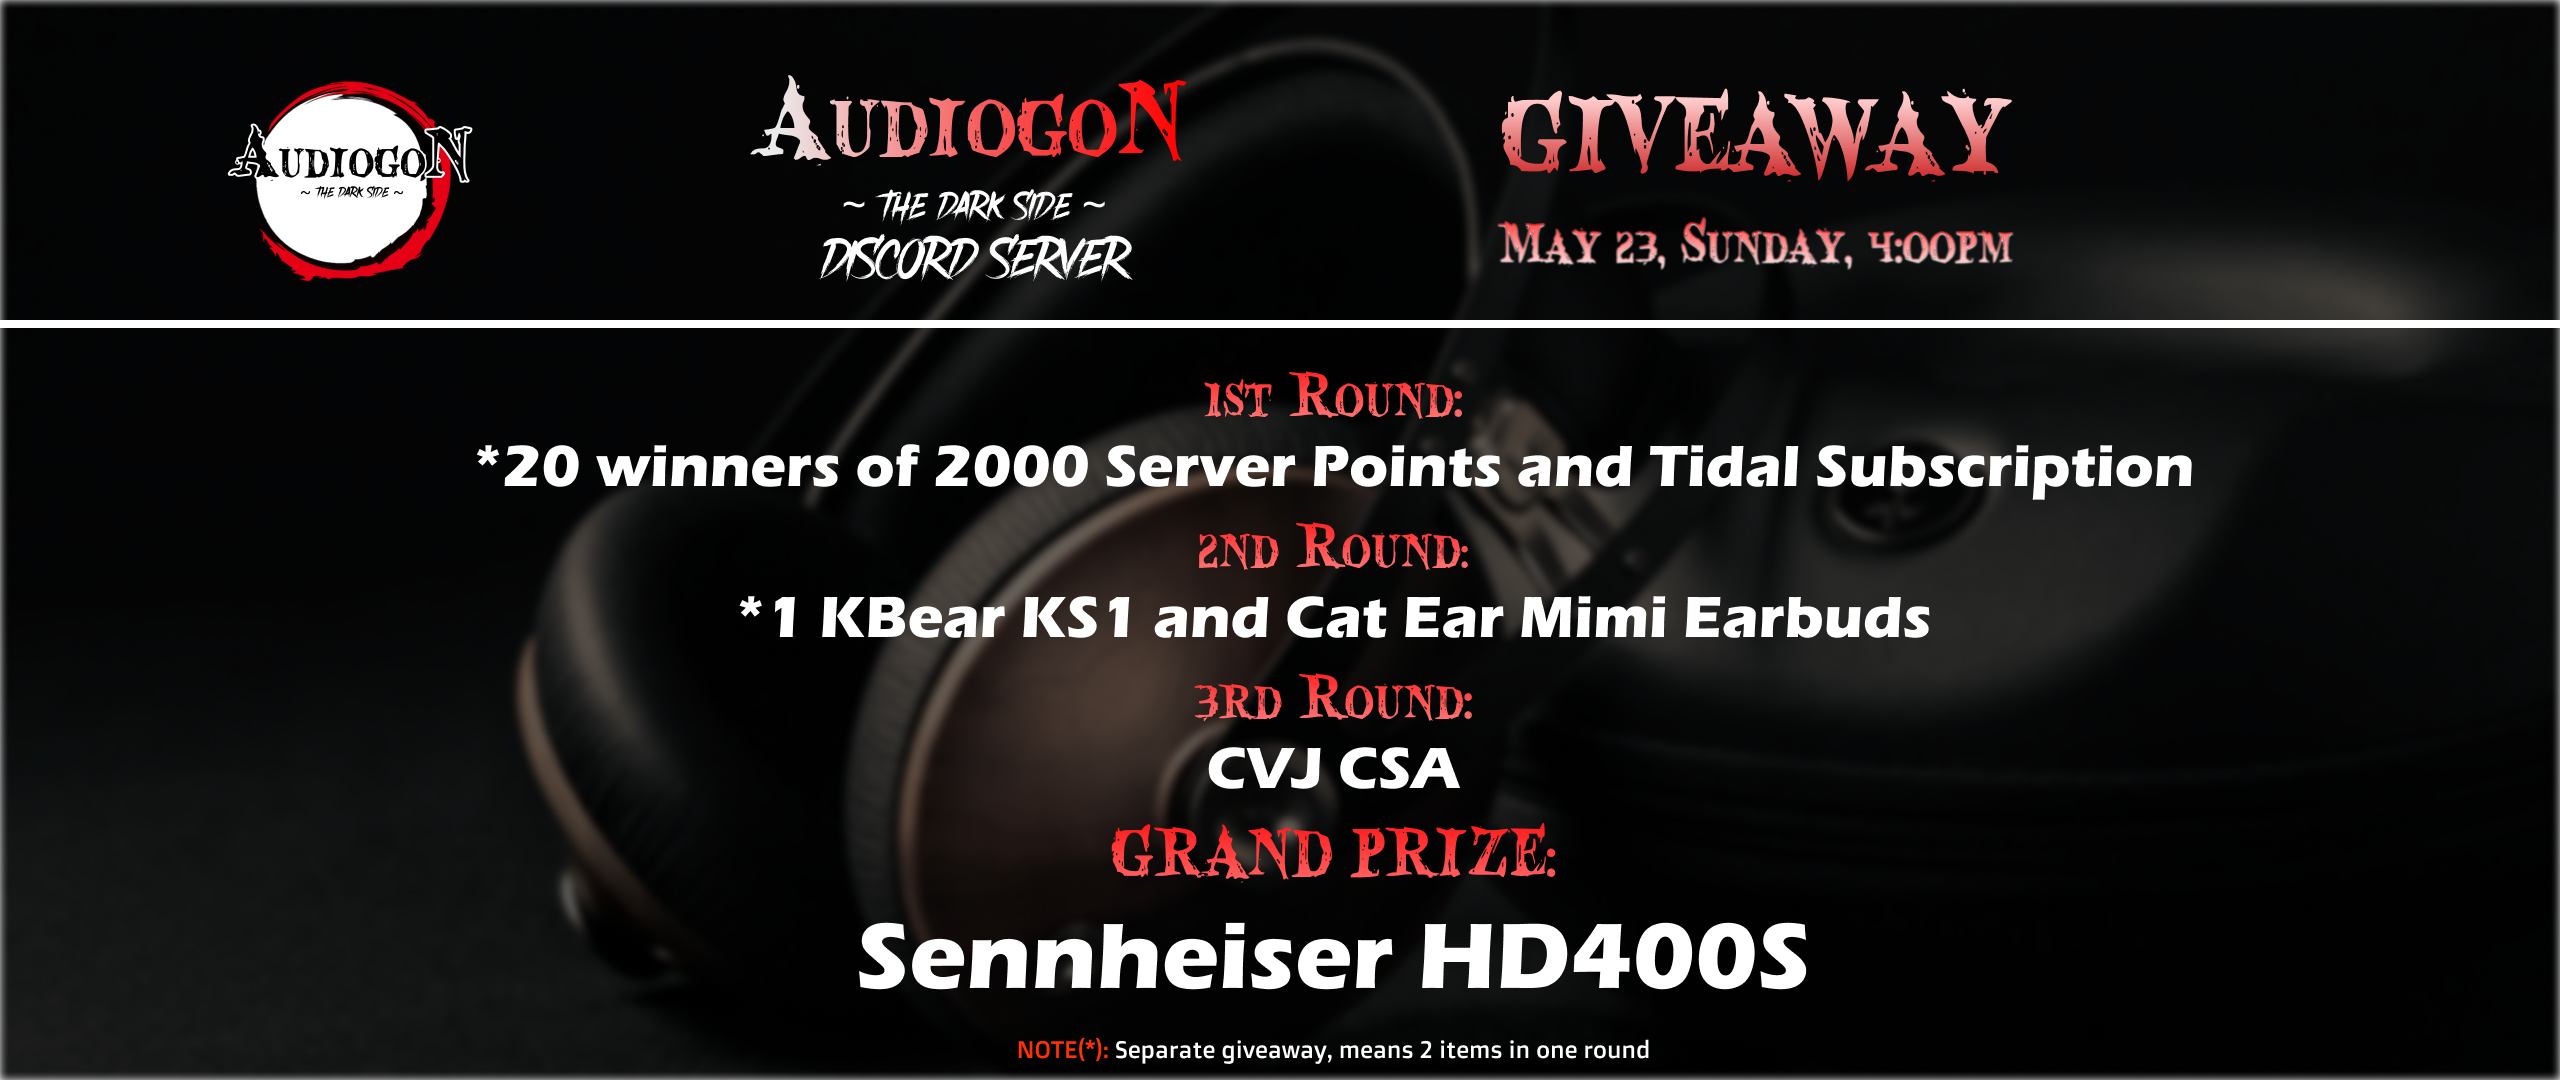 AUDIOGON
~ THE DARK SIDE ~
AUDIOGON
~ THE DARK SIDE ~
DISCORD SERVER
GIVEAWAY
MAY 23, SUNDAY, 4:00PM
1ST ROUND:
*20 winners of 2000 Server Points and Tidal Subscription
2ND ROUND:
*1 KBear KS1 and Cat Ear Mimi Earbuds
3RD ROUND:
CVJ CSA
GRAND PRIZE:
Sennheiser HD400S
NOTE(*): Separate giveaway, means 2 items in one round